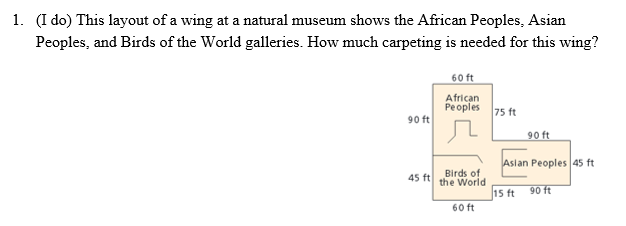 1. (I do) This layout of a wing at a natural museum shows the African Peoples, Asian
Peoples, and Birds of the World galleries. How much carpeting is needed for this wing?
60 ft
African
Peoples
75 ft
90 ft
90 ft
Asian Peoples
45 ft
45 ft
Birds of
the World
15 ft
90 ft
60 ft